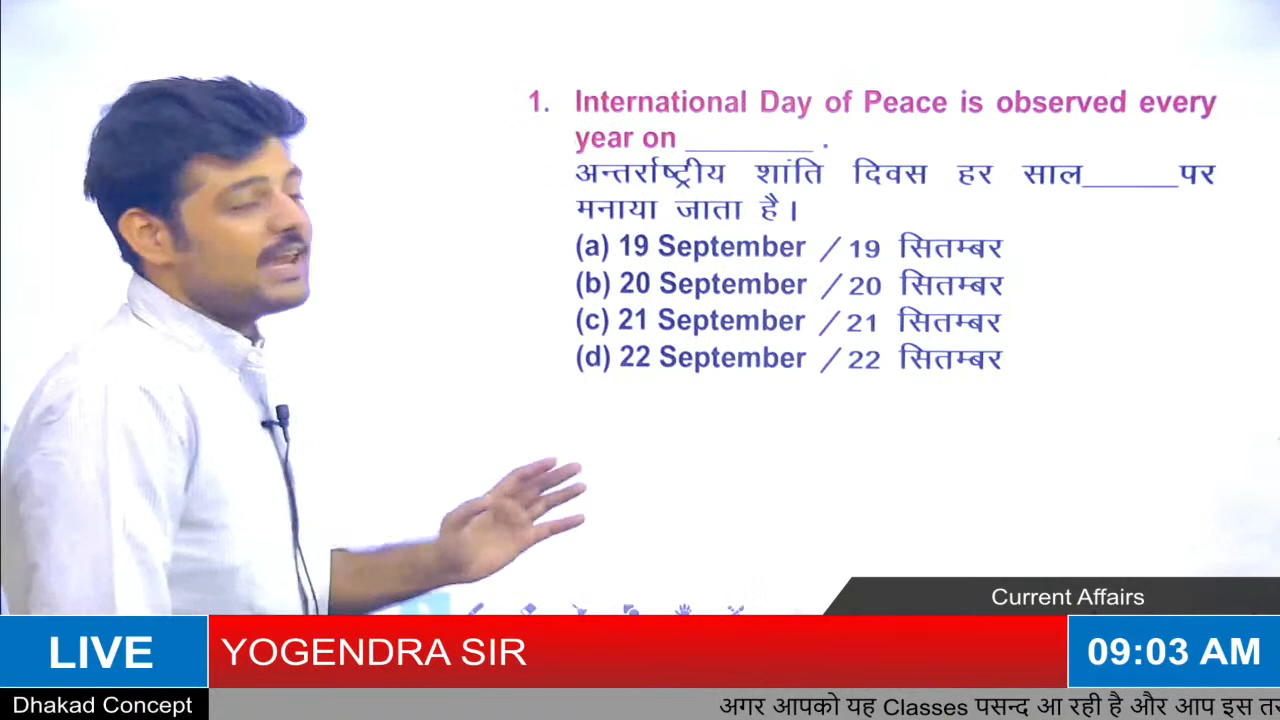 1. International Day of Peace is observed every
year on ________ .
अन्तर्राष्ट्रीय शांति दिवस हर साल______पर
मनाया जाता है।
(a) 19 September / 19 सितम्बर
(b) 20 September / 20 सितम्बर
(c) 21 September / 21 सितम्बर
(d) 22 September / 22 सितम्बर
Current Affairs
LIVE YOGENDRA SIR 09:03 AM
Dhakad Concept अगर आपको यह Classes पसन्द आ रही है और आप इस